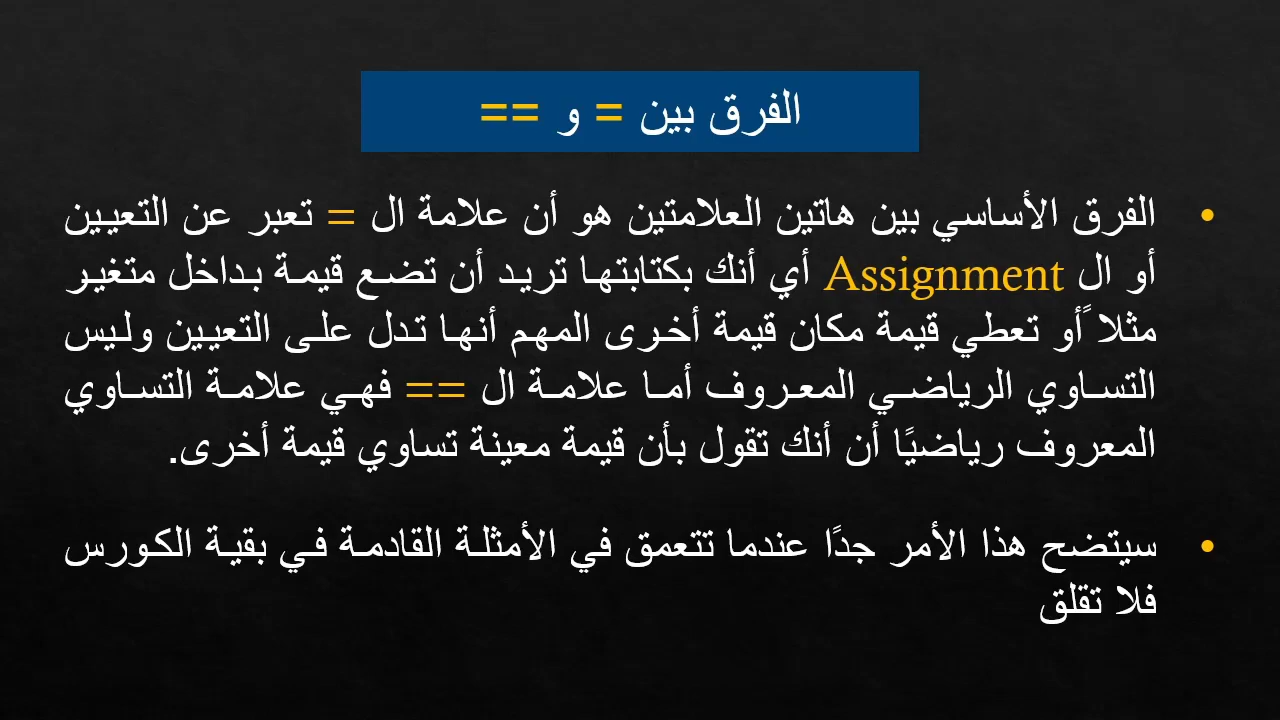 الفرق بين = و ==
• الفرق الأساسي بين هاتين العلامتين هو أن علامة ال = تعبر عن التعيين
أو ال Assignment أي أنك بكتابتها تريد أن تضع قيمة بداخل متغير
مثلا ًأو تعطي قيمة مكان قيمة أخرى المهم أنها تدل على التعيين وليس
التساوي الرياضي المعروف أما علامة ال == فهي علامة التساوي
المعروف رياضيًا أن أنك تقول بأن قيمة معينة تساوي قيمة أخرى.
• سيتضح هذا الأمر جدًا عندما تتعمق في الأمثلة القادمة في بقية الكورس
فلا تقلق